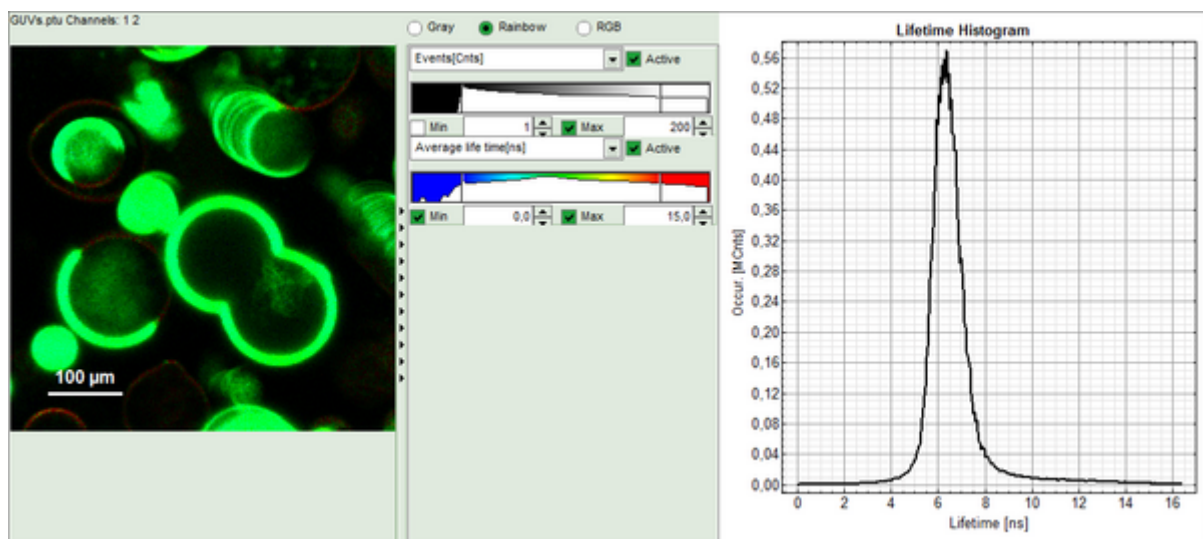 GUVs.ptu Channels: 1 2
100 µm
Gray Rainbow RGB
Events[Cnts] Active
Min 1 Max 200
Average life time[ns] Active
Min 0,0 Max 15,0
Lifetime Histogram
Occur. [MCnts]
0,56
0,52
0,48
0,44
0,40
0,36
0,32
0,28
0,24
0,20
0,16
0,12
0,08
0,04
0,00
0 2 4 6 8 10 12 14 16
Lifetime [ns]